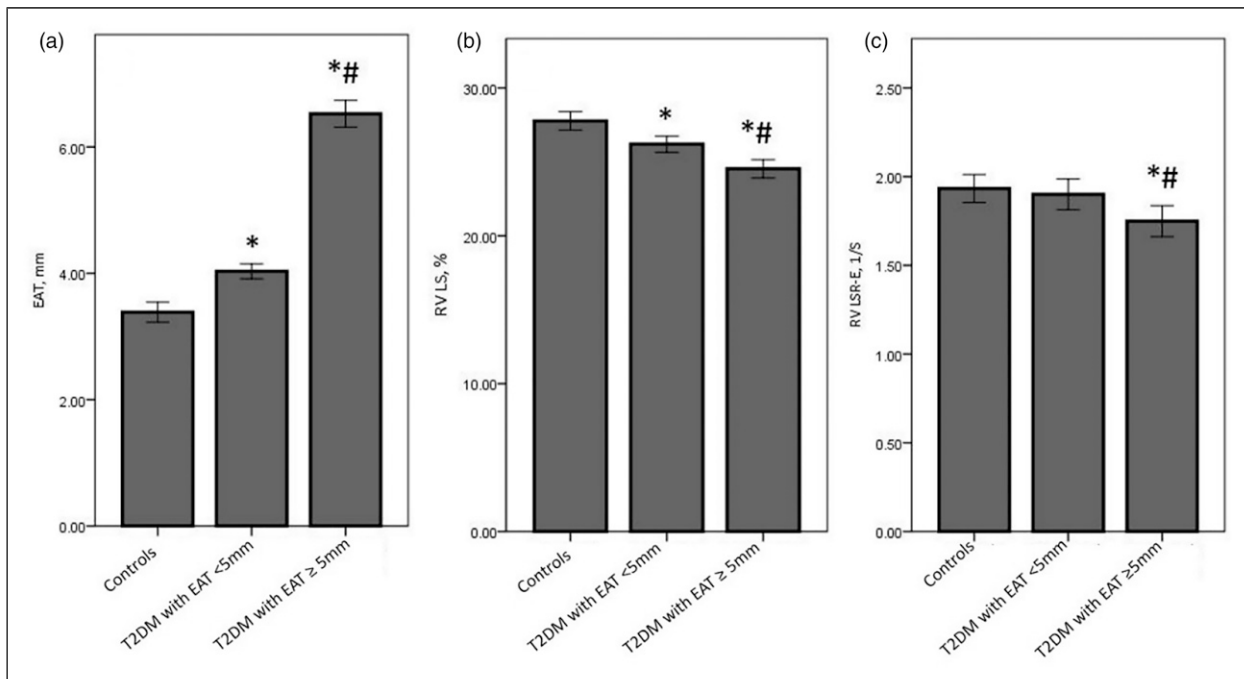 (a)
EAT, mm
6.00
4.00
2.00
0.00
*
*#
Controls
T2DM with EAT <5mm
T2DM with EAT ≥ 5mm
(b)
RV LS, %
30.00
20.00
10.00
0.00
*
*#
Controls
T2DM with EAT <5mm
T2DM with EAT ≥ 5mm
(c)
RV LSR-E, 1/S
2.50
2.00
1.50
1.00
0.50
0.00
*#
Controls
T2DM with EAT <5mm
T2DM with EAT ≥5mm